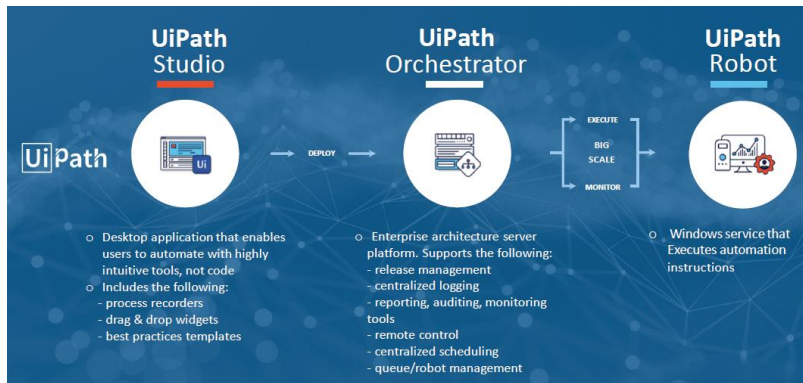 UiPath
Studio
UiPath
Orchestrator
UiPath
Robot
UiPath
Ui
DEPLOY
EXECUTE
BIG
SCALE
MONITOR
o Desktop application that enables
users to automate with highly
intuitive tools, not code
o Includes the following:
- process recorders
- drag & drop widgets
- best practices templates
o Enterprise architecture server
platform. Supports the following:
- release management
- centralized logging
- reporting, auditing, monitoring
tools
- remote control
- centralized scheduling
- queue/robot management
o Windows service that
Executes automation
instructions